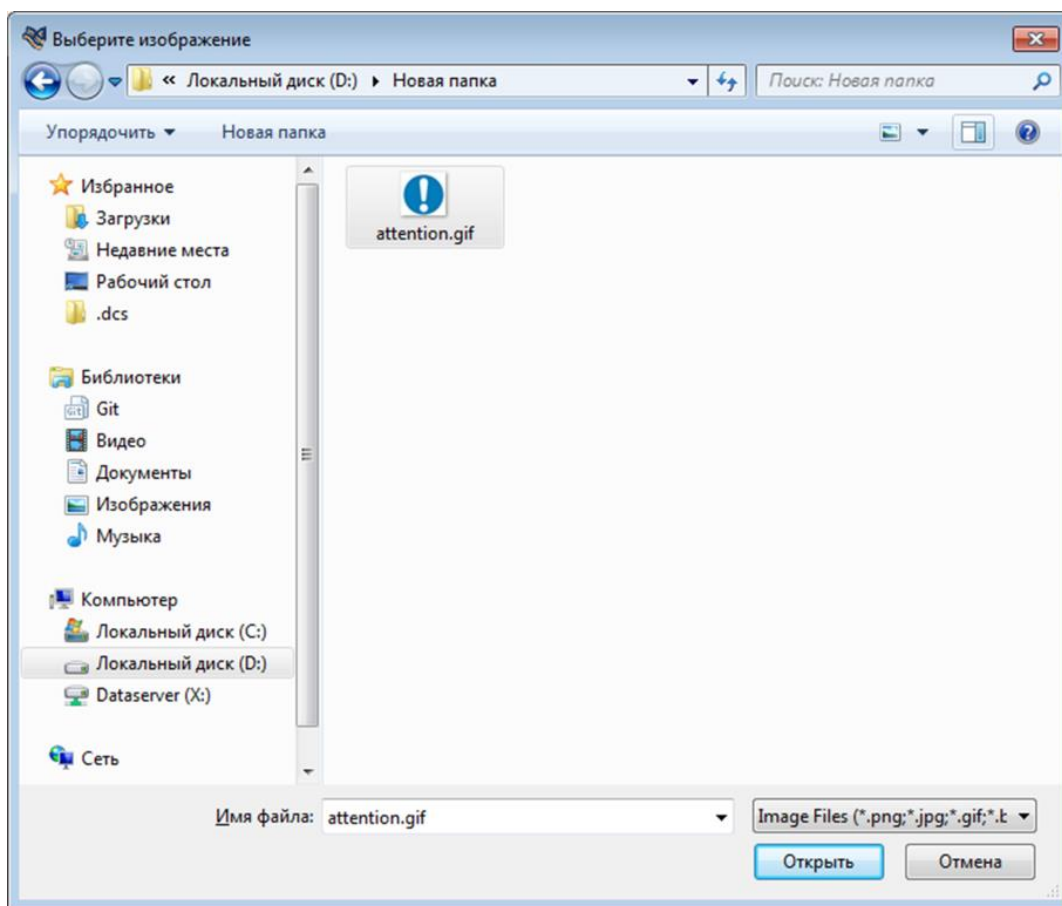 Выберите изображение
« Локальный диск (D:) Новая папка
Поиск: Новая папка
Упорядочить Новая папка
Избранное
Загрузки
Недавние места
Рабочий стол
.dcs
Библиотеки
Git
Видео
Документы
Изображения
Музыка
Компьютер
Локальный диск (C:)
Локальный диск (D:)
Dataserver (X:)
Сеть
attention.gif
Имя файла: attention.gif
Image Files (*.png;*.jpg;*.gif;*.b
Открыть Отмена